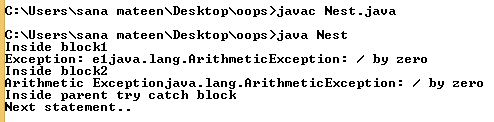 C:\Users\sana mateen\Desktop\oops>javac Nest.java
C:\Users\sana mateen\Desktop\oops>java Nest
Inside block1
Exception: e1java.lang.ArithmeticException: / by zero
Inside block2
Arithmetic Exceptionjava.lang.ArithmeticException: / by zero
Inside parent try catch block
Next statement..